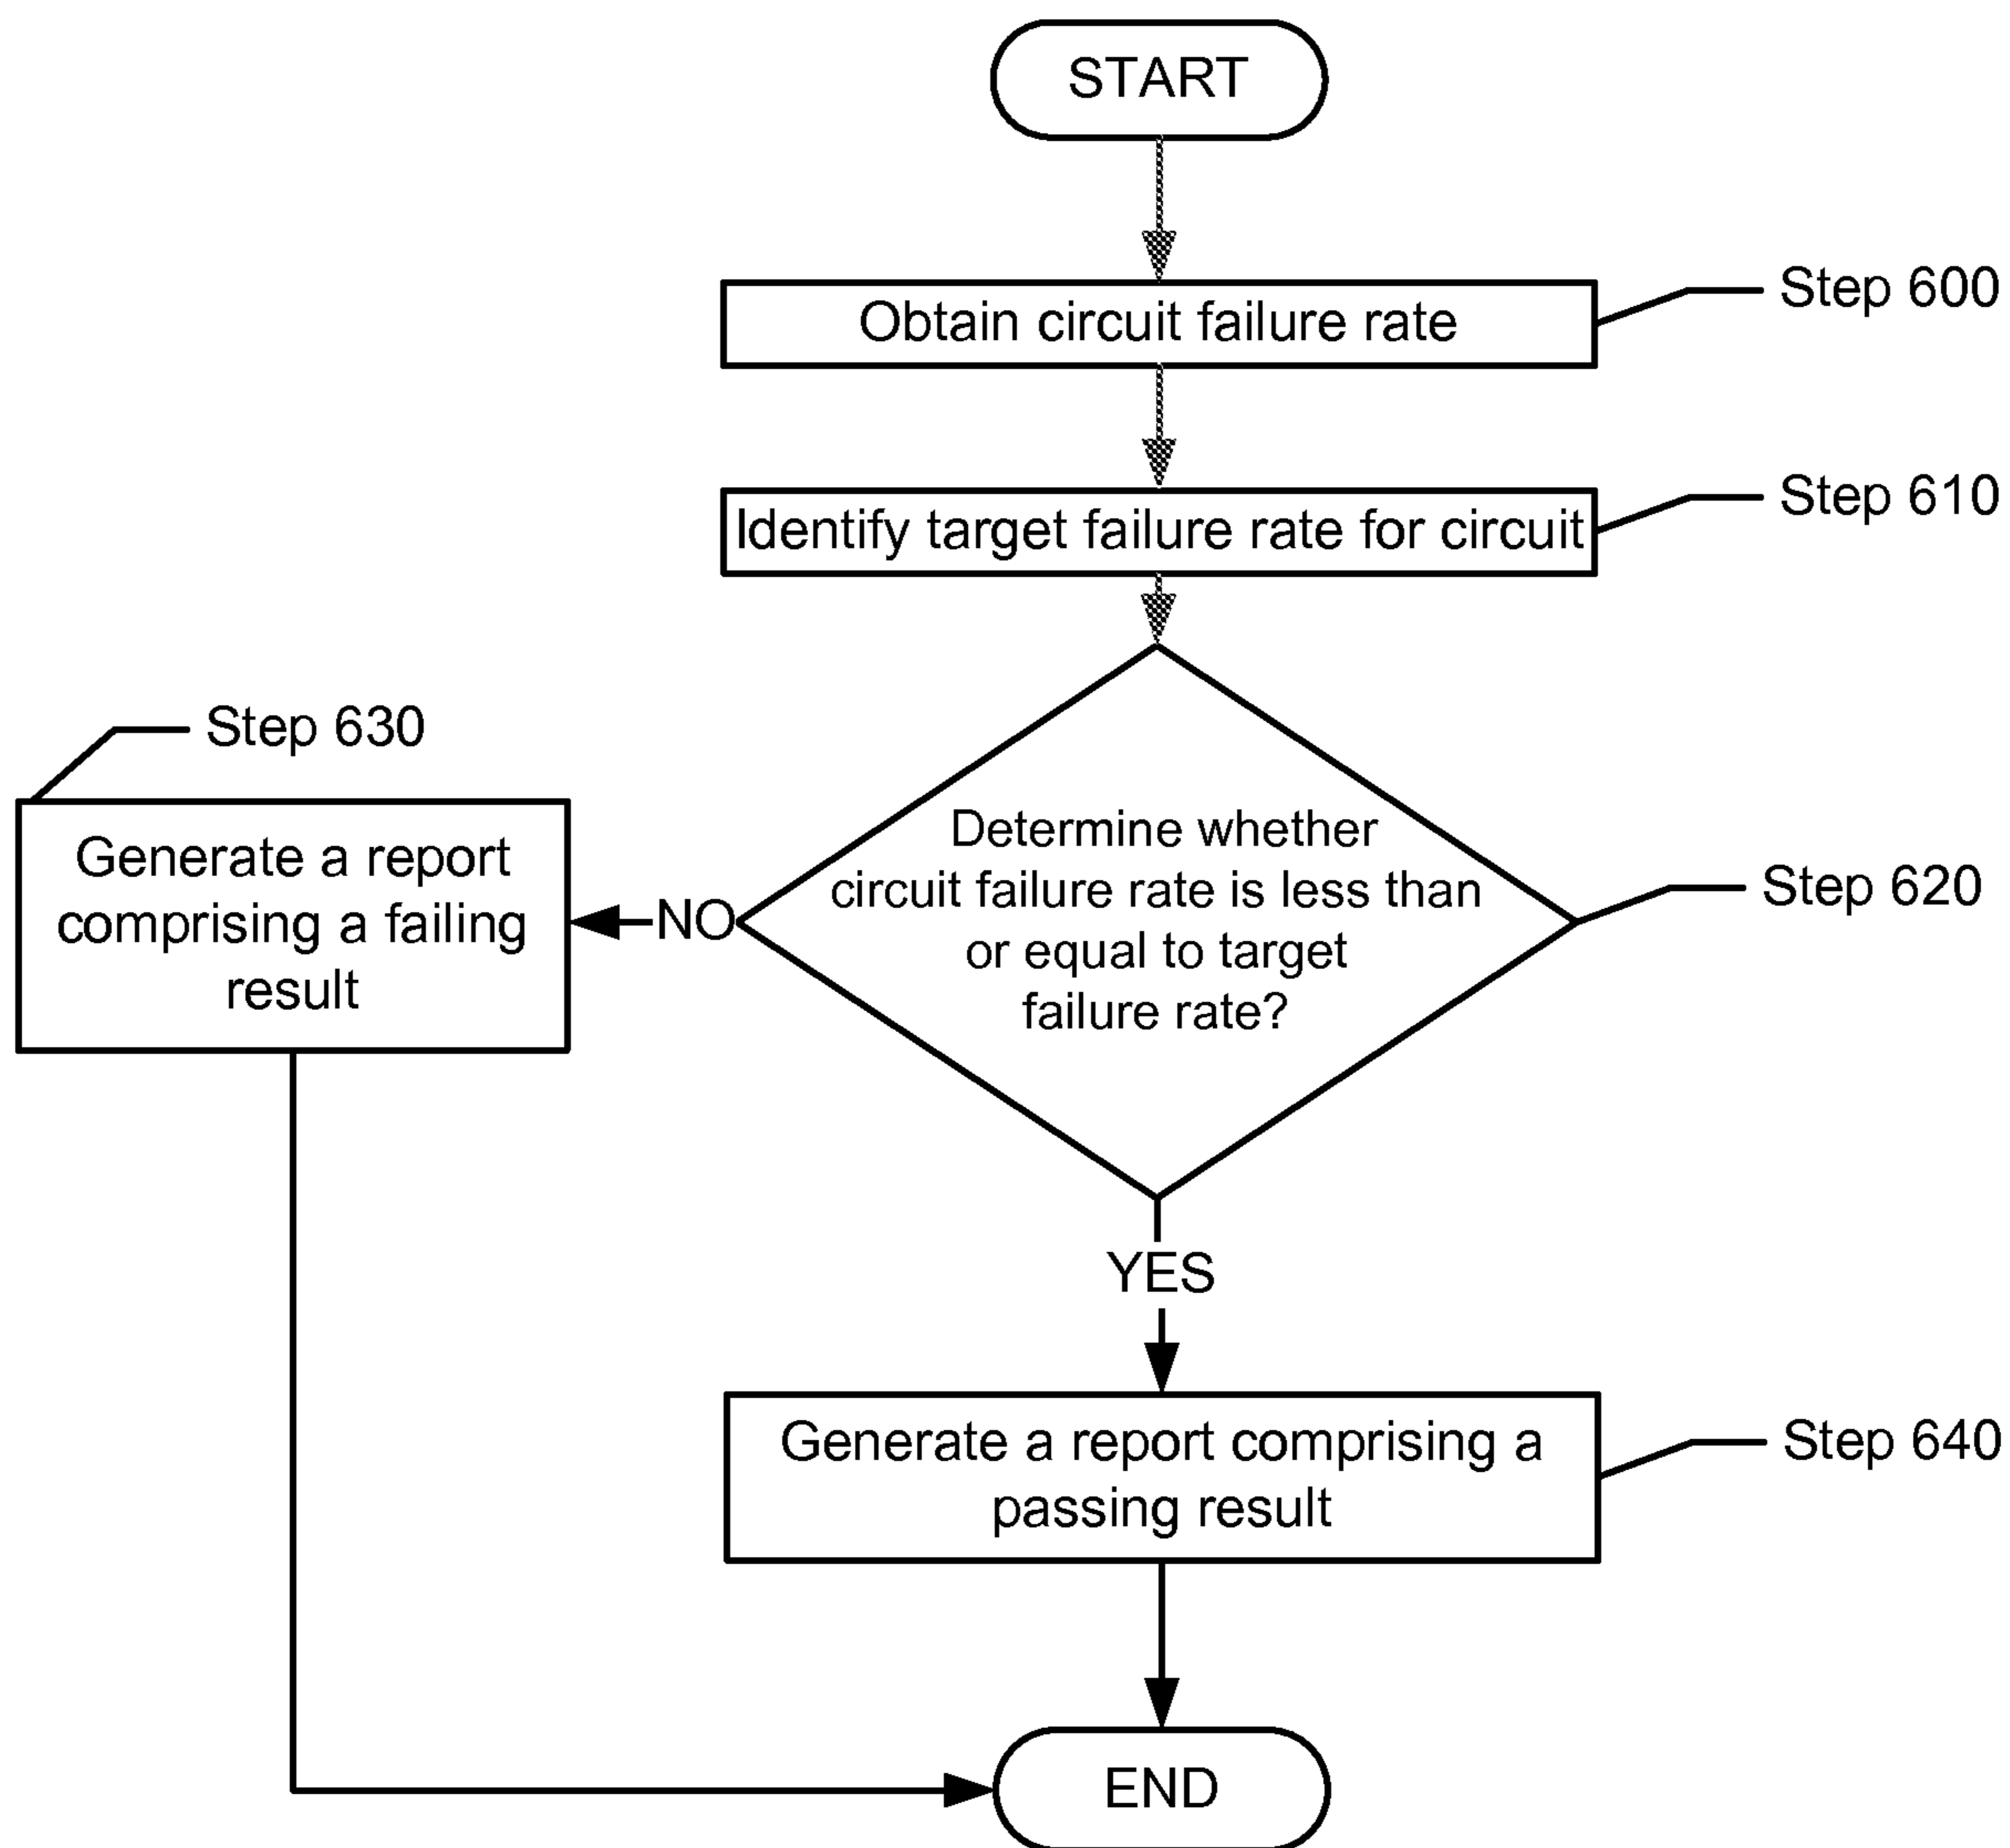 START
Obtain circuit failure rate
Step 600
Identify target failure rate for circuit
Step 610
Step 630
Generate a report
comprising a failing
result
NO
Determine whether
circuit failure rate is less than
or equal to target
failure rate?
Step 620
YES
Generate a report comprising a
passing result
Step 640
END